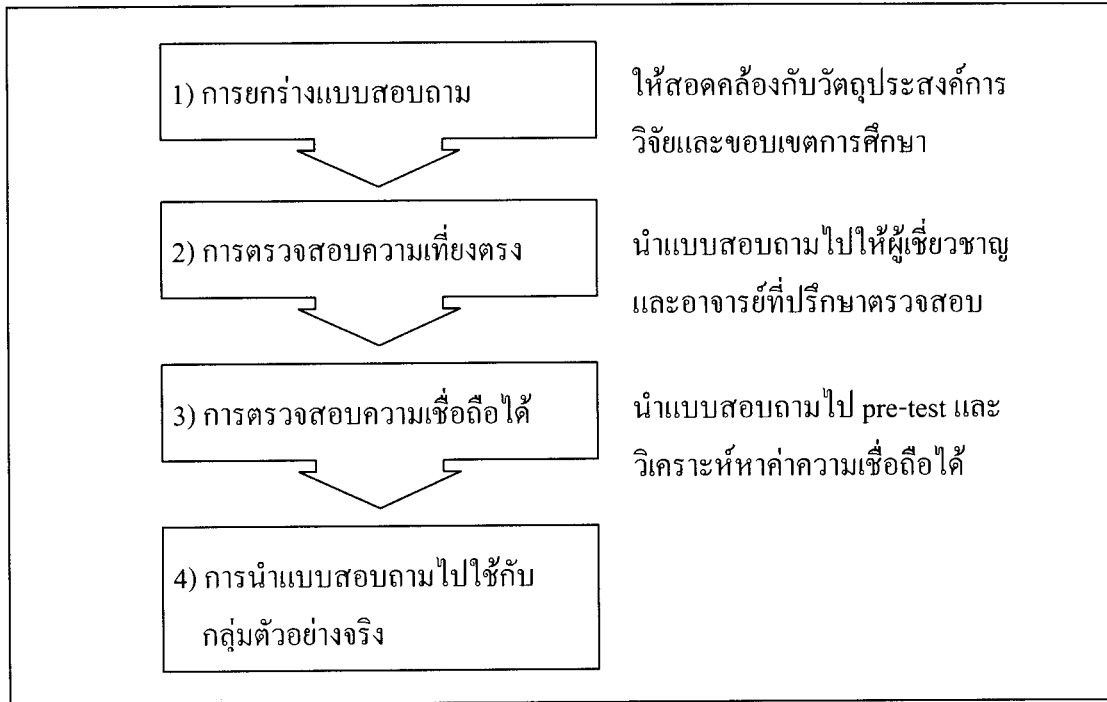 1) การยกร่างแบบสอบถาม
ให้สอดคล้องกับวัตถุประสงค์การ
วิจัยและขอบเขตการศึกษา
2) การตรวจสอบความเที่ยงตรง
นำแบบสอบถามไปให้ผู้เชี่ยวชาญ
และอาจารย์ที่ปรึกษาตรวจสอบ
3) การตรวจสอบความเชื่อถือได้
นำแบบสอบถามไป pre-test และ
วิเคราะห์หาค่าความเชื่อถือได้
4) การนำแบบสอบถามไปใช้กับ
กลุ่มตัวอย่างจริง